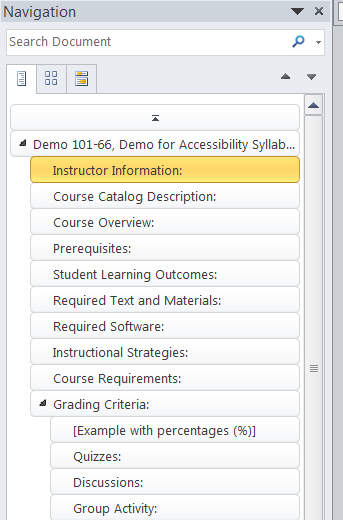 Navigation
Search Document
Demo 101-66, Demo for Accessibility Syllab...
Instructor Information:
Course Catalog Description:
Course Overview:
Prerequisites:
Student Learning Outcomes:
Required Text and Materials:
Required Software:
Instructional Strategies:
Course Requirements:
Grading Criteria:
[Example with percentages (%)]
Quizzes:
Discussions:
Group Activity: